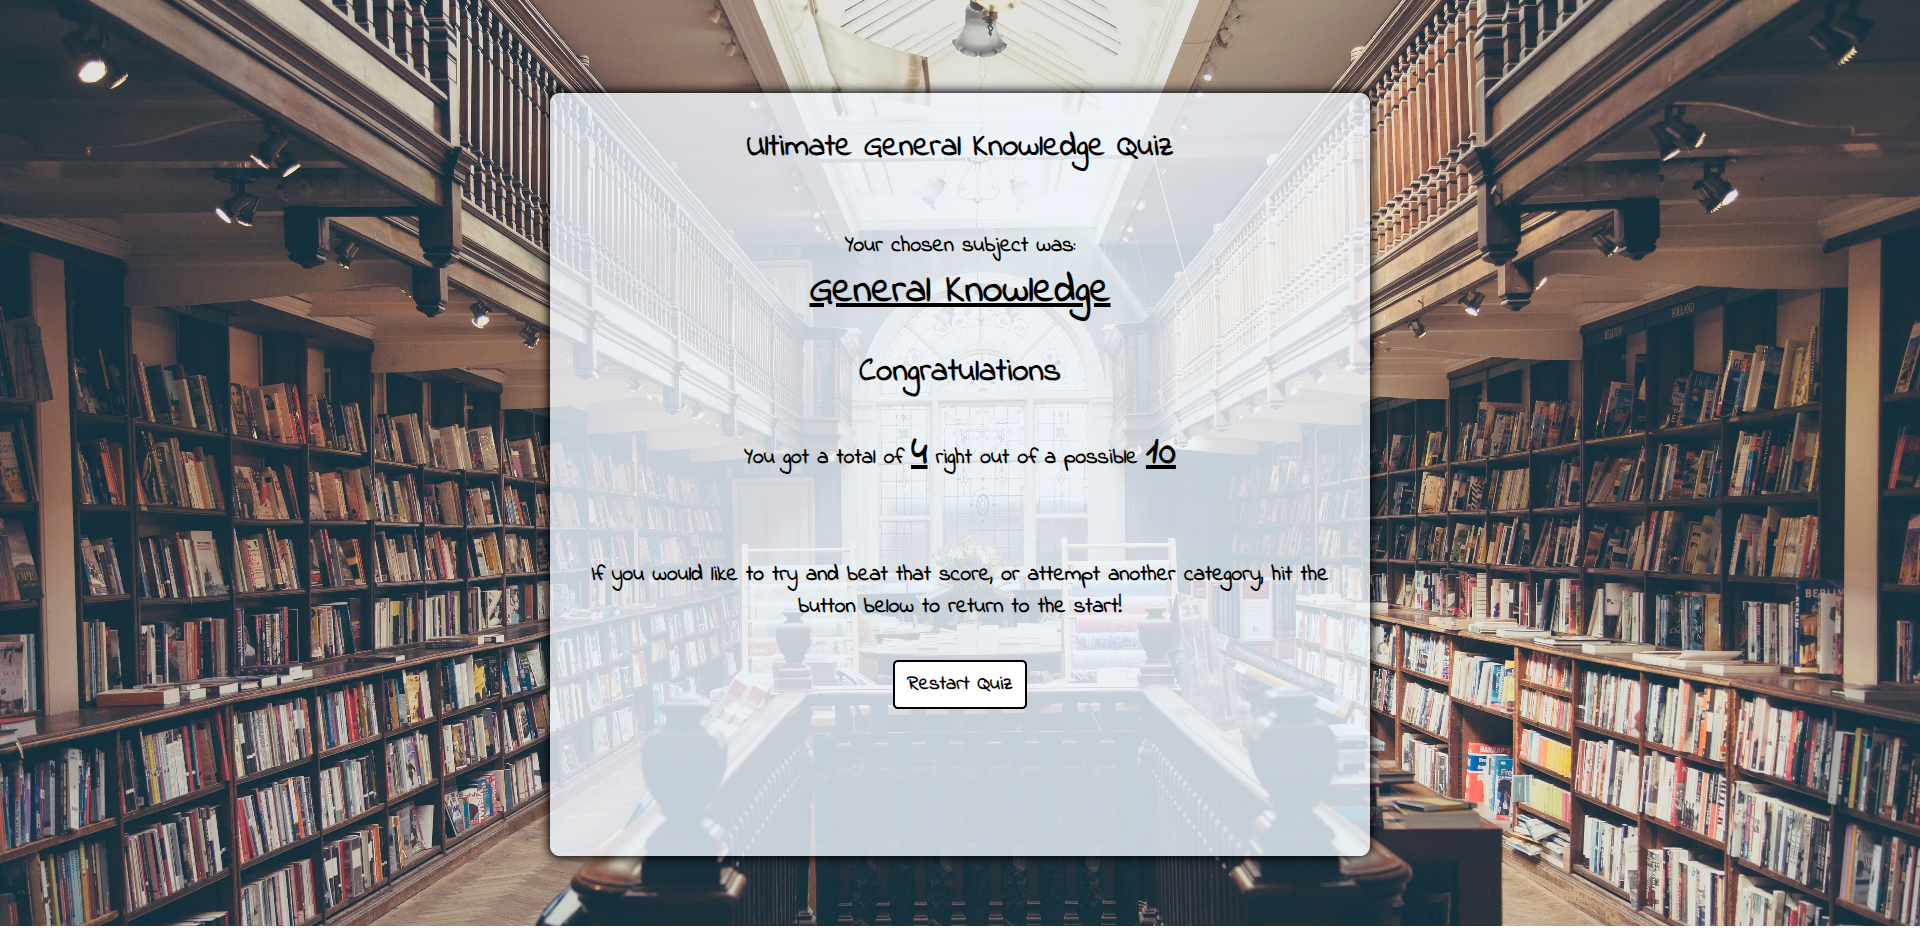 Ultimate General Knowledge Quiz
Your chosen subject was:
General Knowledge
Congratulations
You got a total of 4 right out of a possible 10
If you would like to try and beat that score, or attempt another category, hit the
button below to return to the start!
Restart Quiz
HOLLAND
BERLIN